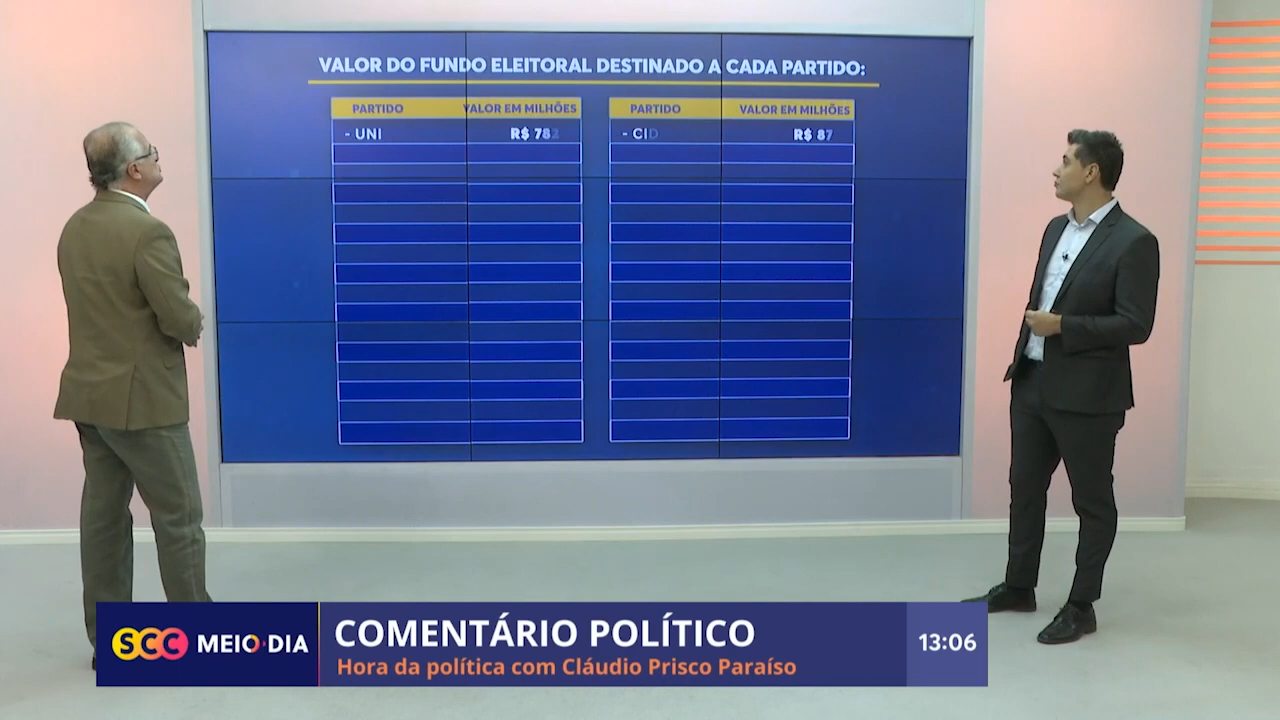 VALOR DO FUNDO ELEITORAL DESTINADO A CADA PARTIDO:
PARTIDO VALOR EM MILHÕES
- UNI R$ 782
PARTIDO VALOR EM MILHÕES
- CID R$ 87
SCC MEIO-DIA
COMENTÁRIO POLÍTICO
Hora da política com Cláudio Prisco Paraíso
13:06